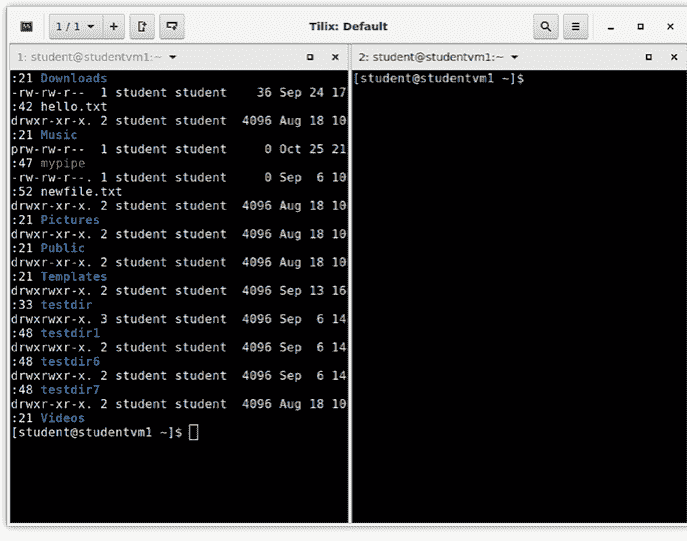 1 / 1
Tilix: Default
1: student@studentvm1:~
:21 Downloads
-rw-rw-r-- 1 student student 36 Sep 24 17
:42 hello.txt
drwxr-xr-x. 2 student student 4096 Aug 18 10
:21 Music
prw-rw-r-- 1 student student 0 Oct 25 21
:47 mypipe
-rw-rw-r--. 1 student student 0 Sep 6 10
:52 newfile.txt
drwxr-xr-x. 2 student student 4096 Aug 18 10
:21 Pictures
drwxr-xr-x. 2 student student 4096 Aug 18 10
:21 Public
drwxr-xr-x. 2 student student 4096 Aug 18 10
:21 Templates
drwxrwxr-x. 2 student student 4096 Sep 13 16
:33 testdir
drwxrwxr-x. 3 student student 4096 Sep 6 14
:48 testdir1
drwxrwxr-x. 2 student student 4096 Sep 6 14
:48 testdir6
drwxrwxr-x. 2 student student 4096 Sep 6 14
:48 testdir7
drwxr-xr-x. 2 student student 4096 Aug 18 10
:21 Videos
[student@studentvm1 ~]$
2: student@studentvm1:~
[student@studentvm1 ~]$